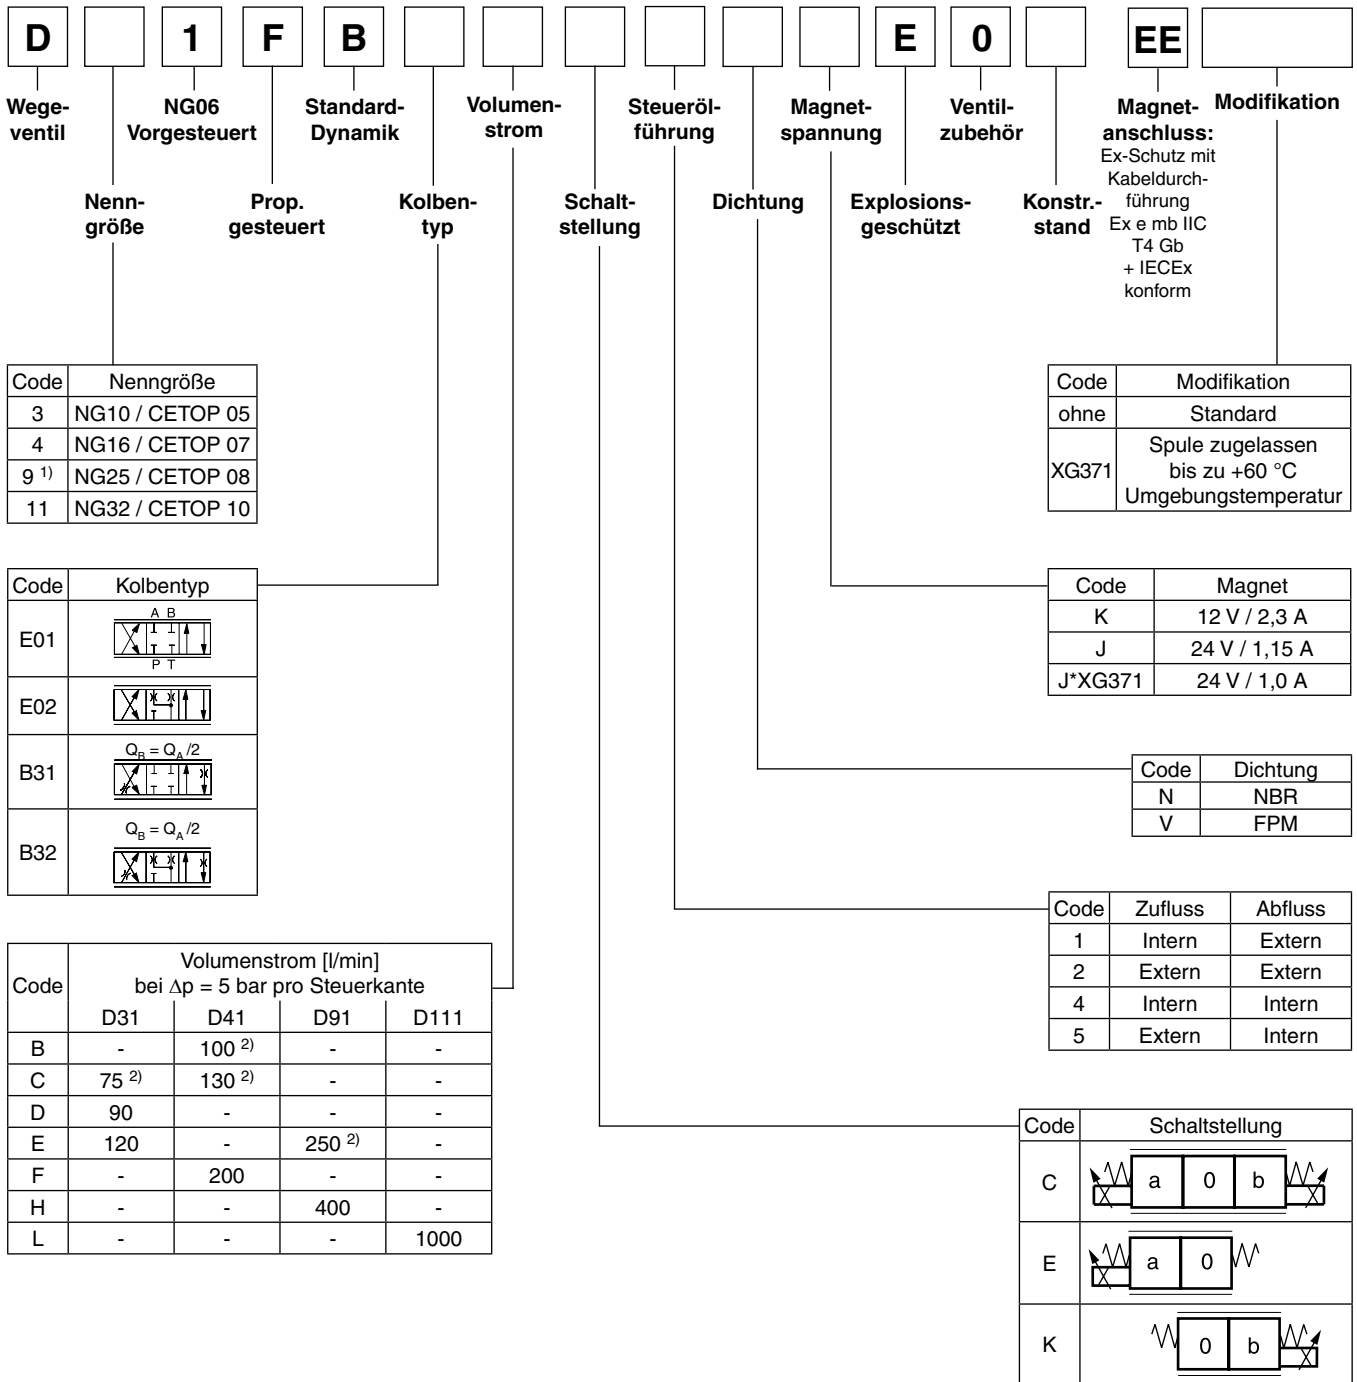 D 1 F B E 0 EE
Wege-
ventil
NG06
Vorgesteuert
Standard-
Dynamik
Volumen-
strom
Steueröl-
führung
Magnet-
spannung
Ventil-
zubehör
Magnet-
anschluss:
Ex-Schutz mit
Kabeldurch-
führung
Ex e mb IIC
T4 Gb
+ IECEx
konform
Modifikation
Nenn-
größe
Prop.
gesteuert
Kolben-
typ
Schalt-
stellung
Dichtung
Explosions-
geschützt
Konstr.-
stand
Code Nenngröße
3 NG10 / CETOP 05
4 NG16 / CETOP 07
9 1) NG25 / CETOP 08
11 NG32 / CETOP 10
Code Modifikation
ohne Standard
XG371 Spule zugelassen
bis zu +60 °C
Umgebungstemperatur
Code Kolbentyp
E01 A B
P T
E02
B31 QB = QA /2
B32 QB = QA /2
Code Magnet
K 12 V / 2,3 A
J 24 V / 1,15 A
J*XG371 24 V / 1,0 A
Code Dichtung
N NBR
V FPM
Code Zufluss Abfluss
1 Intern Extern
2 Extern Extern
4 Intern Intern
5 Extern Intern
Code Volumenstrom [l/min]
bei Δp = 5 bar pro Steuerkante
D31 D41 D91 D111
B - 100 2) - -
C 75 2) 130 2) - -
D 90 - - -
E 120 - 250 2) -
F - 200 - -
H - - 400 -
L - - - 1000
Code Schaltstellung
C a 0 b
E a 0
K 0 b